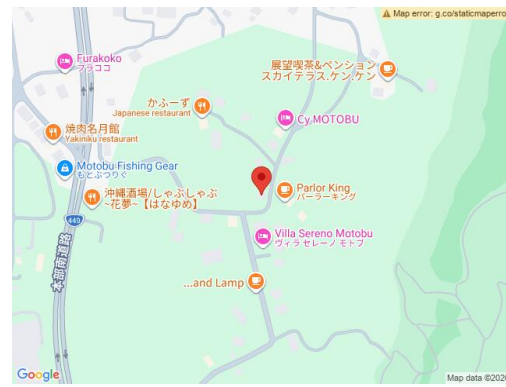 Map error: g.co/staticmaperro
Furakoko
フラココ
展望喫茶&ペンション
スカイテラス.ケン.ケン
かふーず
Japanese restaurant
Cy MOTOBU
焼肉名月館
Yakiniku restaurant
Motobu Fishing Gear
もとぶつりぐ
Parlor King
パーラーキング
沖縄酒場/しゃぶしゃぶ
~花夢~【はなゆめ】
449
本部南道路
Villa Sereno Motobu
ヴィラ セレーノ モトブ
...and Lamp
Google
Map data ©2026